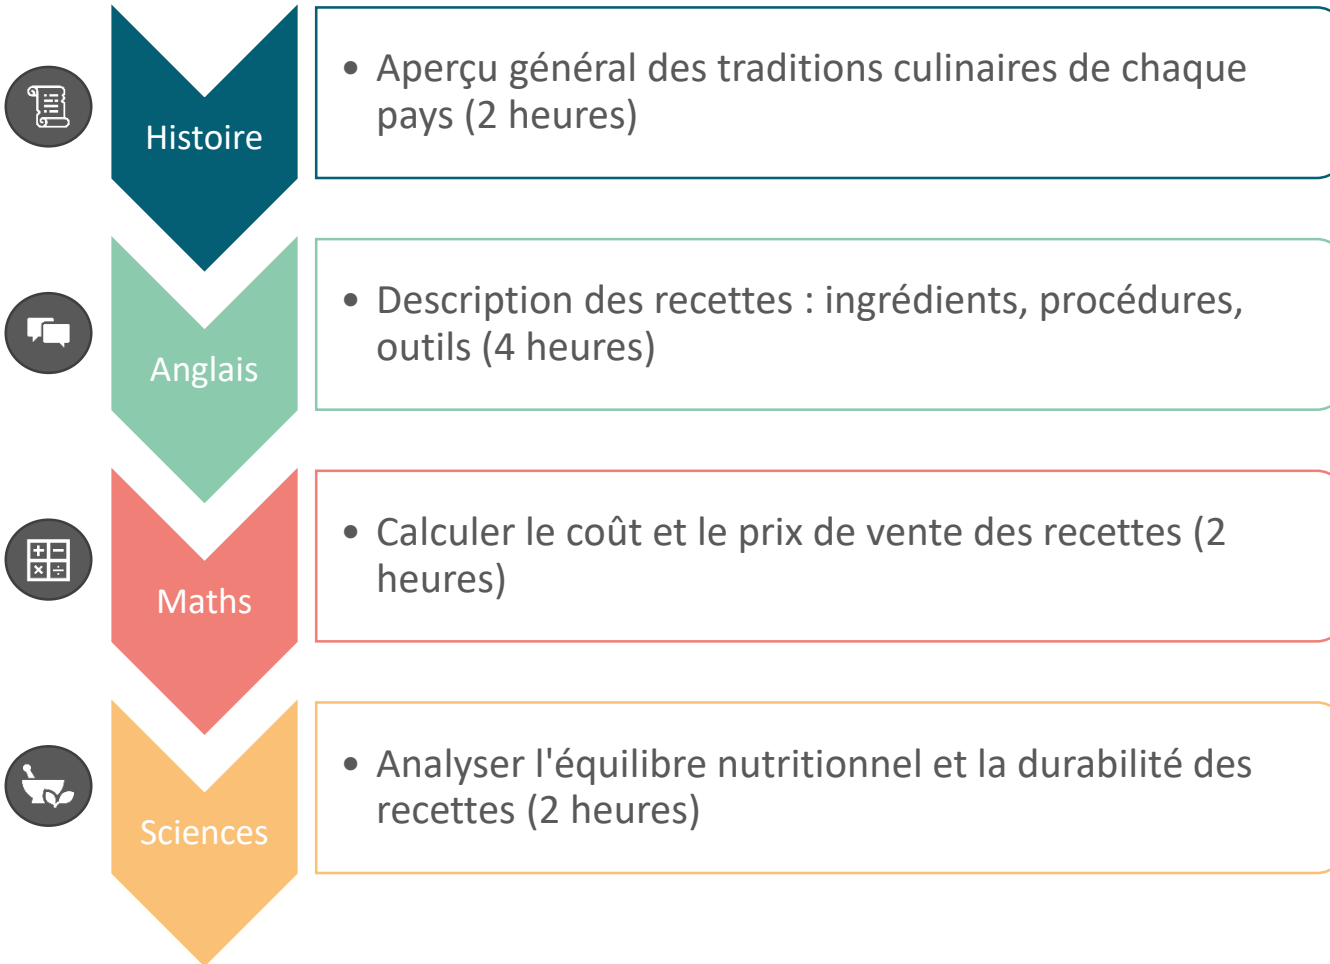 Histoire
• Aperçu général des traditions culinaires de chaque
pays (2 heures)
Anglais
• Description des recettes : ingrédients, procédures,
outils (4 heures)
Maths
• Calculer le coût et le prix de vente des recettes (2
heures)
Sciences
• Analyser l'équilibre nutritionnel et la durabilité des
recettes (2 heures)